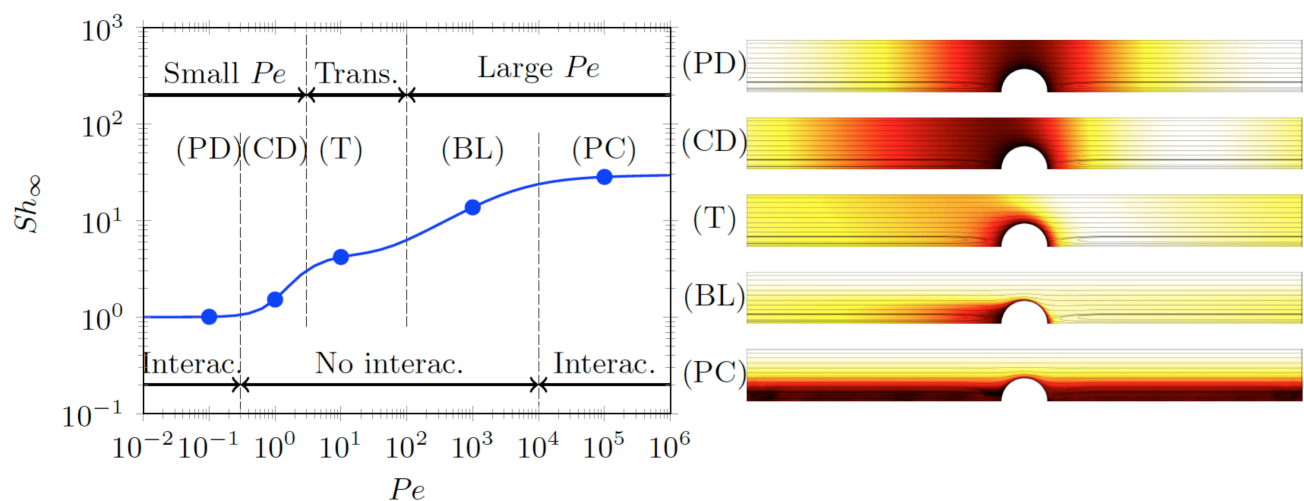 10^3
Small Pe Trans. Large Pe
10^2
(PD) (CD) (T) (BL) (PC)
Sh_∞
10^1
10^0
Interac. No interac. Interac.
10^−1
10^−2 10^−1 10^0 10^1 10^2 10^3 10^4 10^5 10^6
Pe
(PD)
(CD)
(T)
(BL)
(PC)